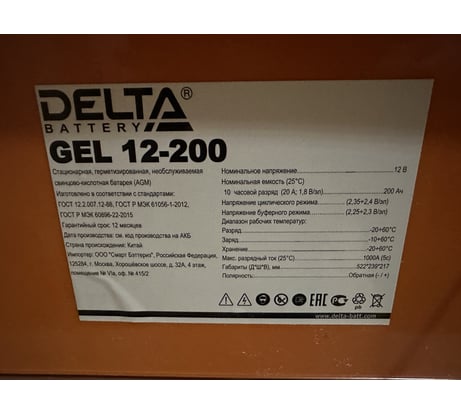 DELTA®
BATTERY
GEL 12-200
Стационарная, герметизированная, необслуживаемая
свинцово-кислотная батарея (AGM)
Изготовлено в соответствии с стандартами:
ГОСТ 12.2.007.12-88, ГОСТ Р МЭК 61056-1-2012,
ГОСТ Р МЭК 60896-22-2015
Гарантийный срок: 12 месяцев.
Дата производства: см. код производства на АКБ
Страна происхождения: Китай.
Импортер: ООО "Смарт Бэттериз", Российская Федерация,
125284, г. Москва, Хорошёвское шоссе, д. 32А, 4 этаж,
помещение № VIа, оф. № 415/2
Номинальное напряжение 12 В
Номинальная емкость (25°С)
10 часовой разряд (20 А; 1,8 В/эл) 200 Ач
Напряжение циклического режима (2,35÷2,4 В/эл)
Напряжение буферного режима (2,25÷2,3 В/эл)
Диапазон рабочих температур:
Разряд -20÷60°С
Заряд -10÷60°С
Хранение -20÷60°С
Макс. разрядный ток (25°С) 1000А (5с)
Габариты (Д*Ш*В), мм 522*239*217
Полярность Обратная (- / +)
EAC
Pb
www.delta-batt.com